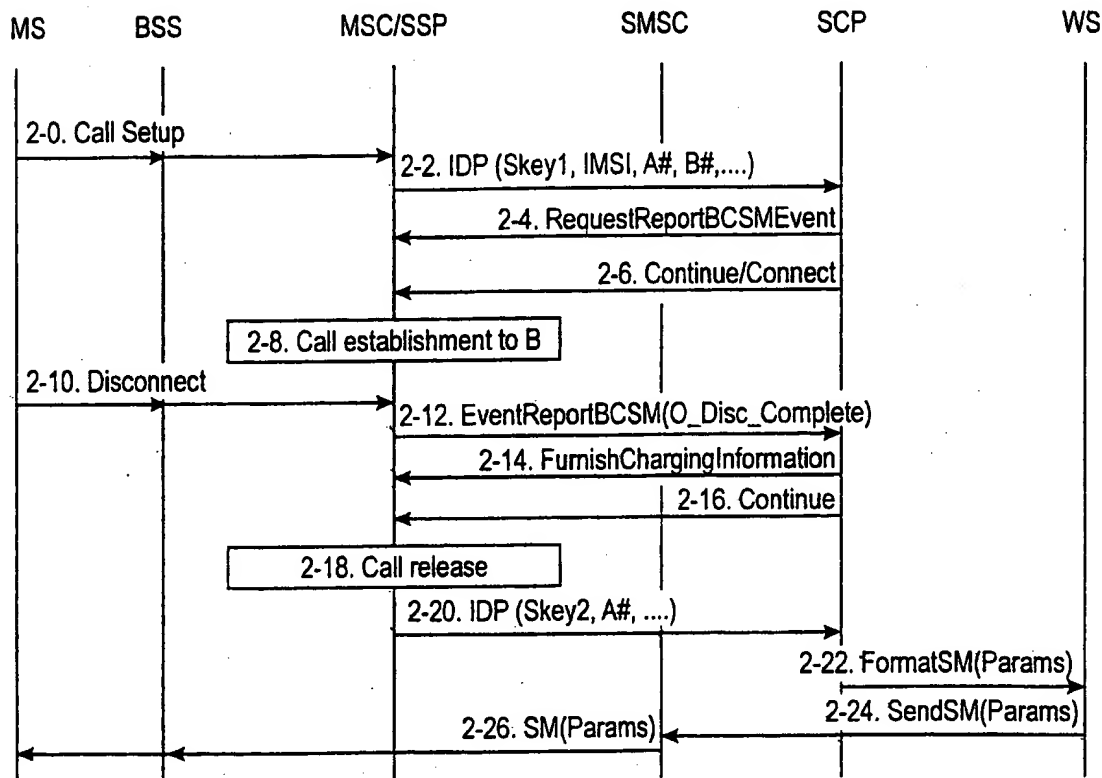 MS BSS MSC/SSP SMSC SCP WS
2-0. Call Setup
2-2. IDP (Skey1, IMSI, A#, B#,....)
2-4. RequestReportBCSMEvent
2-6. Continue/Connect
2-8. Call establishment to B
2-10. Disconnect
2-12. EventReportBCSM(O_Disc_Complete)
2-14. FurnishChargingInformation
2-16. Continue
2-18. Call release
2-20. IDP (Skey2, A#, ....)
2-22. FormatSM(Params)
2-24. SendSM(Params)
2-26. SM(Params)